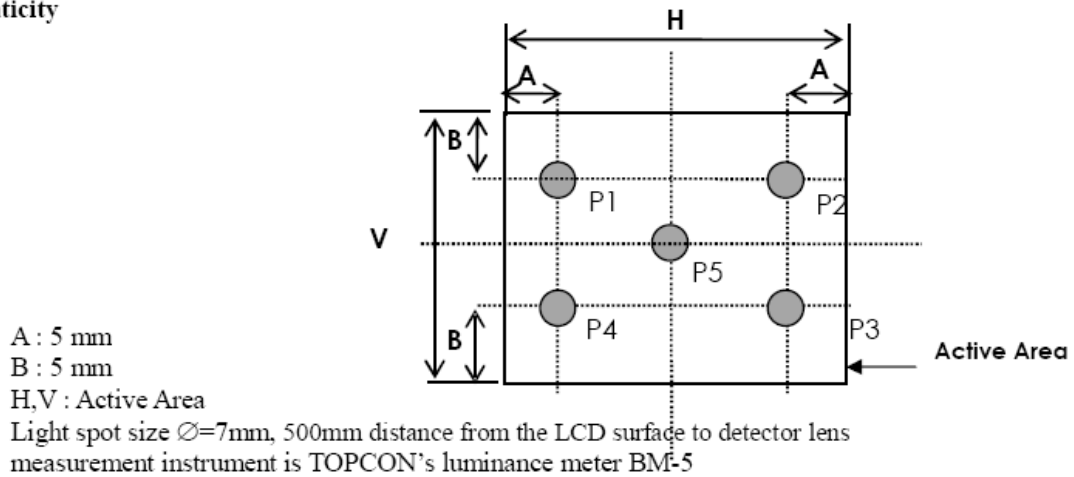 H
A
A
B
P1
P2
V
P5
B
P4
P3
Active Area
A : 5 mm
B : 5 mm
H,V : Active Area
Light spot size ∅=7mm, 500mm distance from the LCD surface to detector lens
measurement instrument is TOPCON's luminance meter BM-5